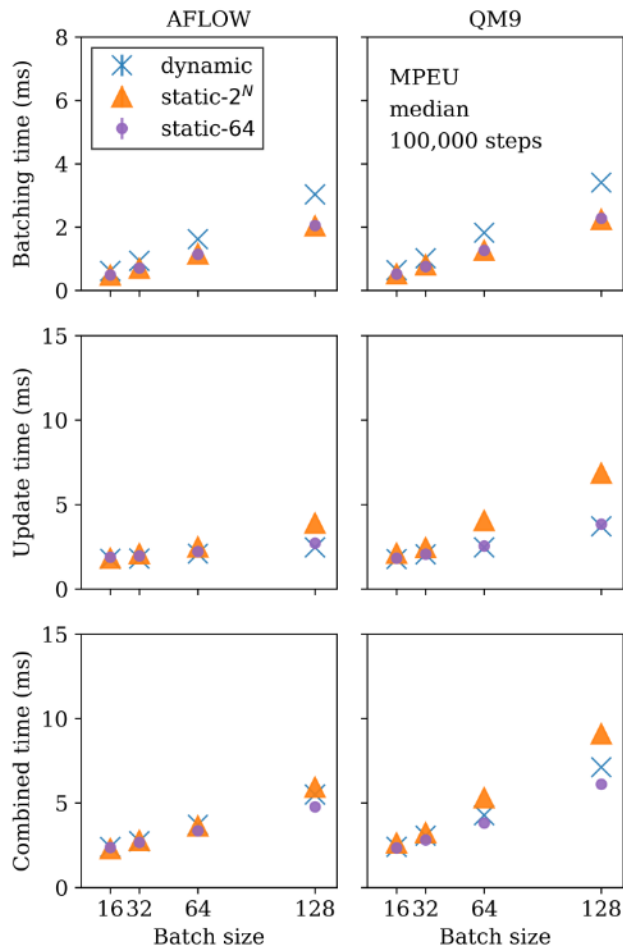 AFLOW
QM9
Batching time (ms)
8
6
4
2
0
dynamic
static-2^N
static-64
MPEU
median
100,000 steps
Update time (ms)
15
10
5
0
Combined time (ms)
15
10
5
0
16 32 64 128
16 32 64 128
Batch size
Batch size